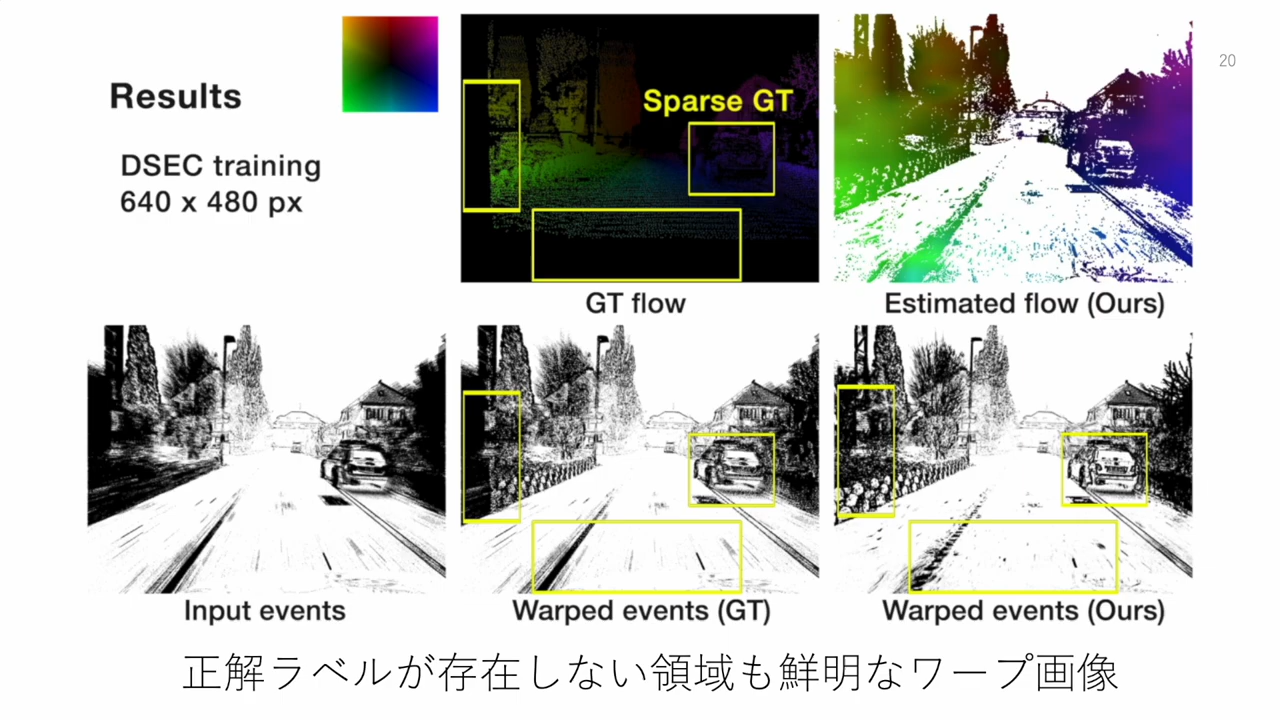 20
Results
Sparse GT
DSEC training
640 x 480 px
GT flow
Estimated flow (Ours)
Input events
Warped events (GT)
Warped events (Ours)
正解ラベルが存在しない領域も鮮明なワープ画像